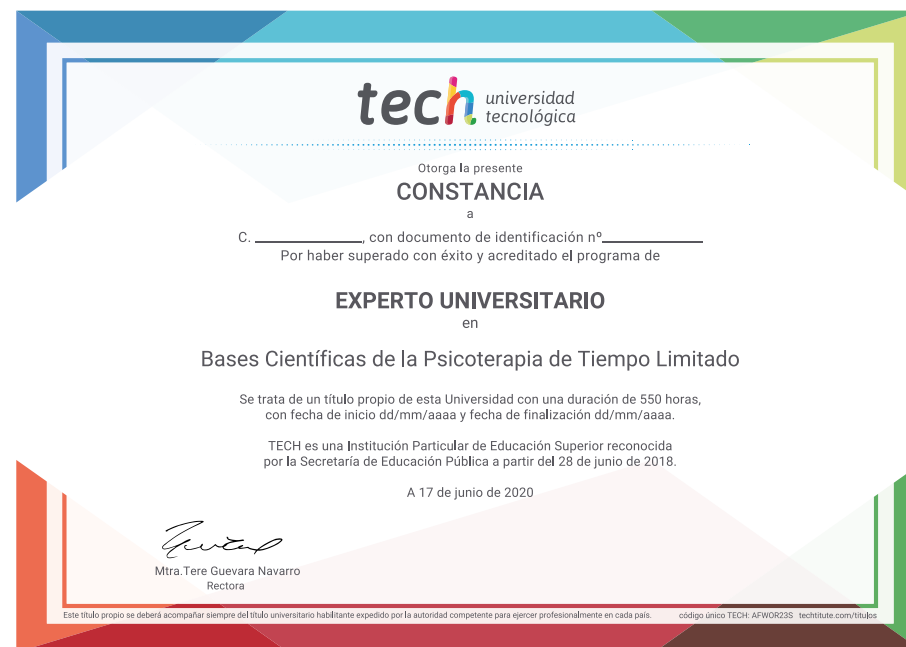 tech universidad
tecnológica
Otorga la presente
CONSTANCIA
a
C. ____________, con documento de identificación nº____________
Por haber superado con éxito y acreditado el programa de
EXPERTO UNIVERSITARIO
en
Bases Científicas de la Psicoterapia de Tiempo Limitado
Se trata de un título propio de esta Universidad con una duración de 550 horas,
con fecha de inicio dd/mm/aaaa y fecha de finalización dd/mm/aaaa.
TECH es una Institución Particular de Educación Superior reconocida
por la Secretaría de Educación Pública a partir del 28 de junio de 2018.
A 17 de junio de 2020
Mtra.Tere Guevara Navarro
Rectora
Este título propio se deberá acompañar siempre del título universitario habilitante expedido por la autoridad competente para ejercer profesionalmente en cada país. código único TECH: AFWOR23S techtitute.com/títulos